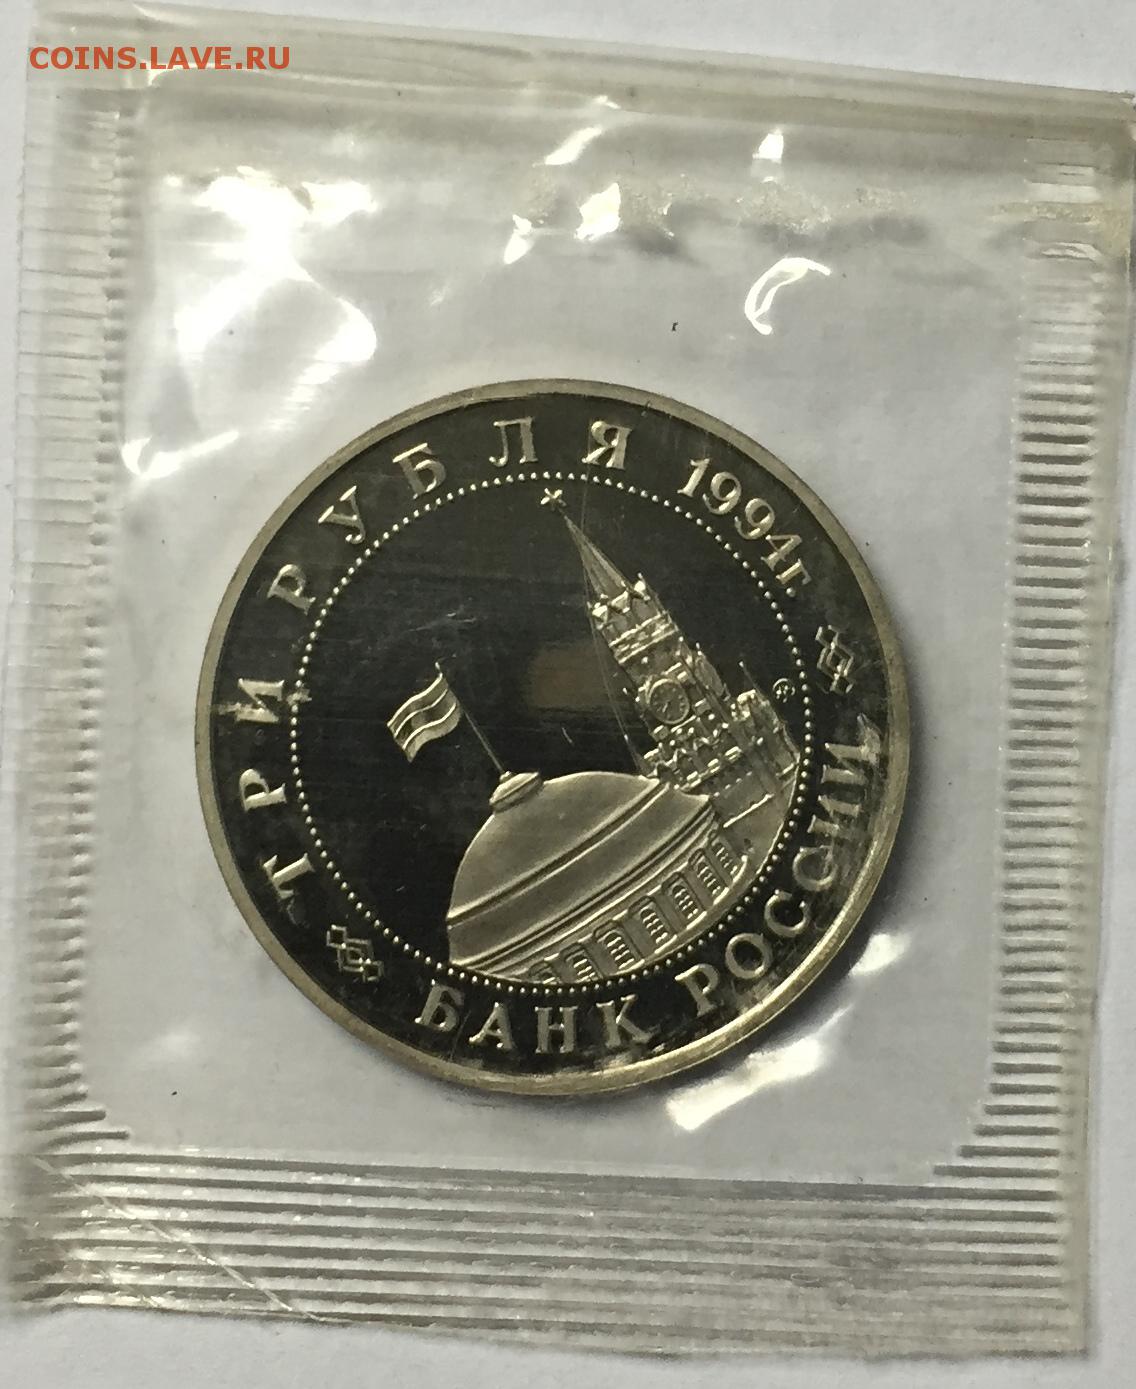 COINS.LAVE.RU
ТРИ РУБЛЯ 1994г.
БАНК РОССИИ